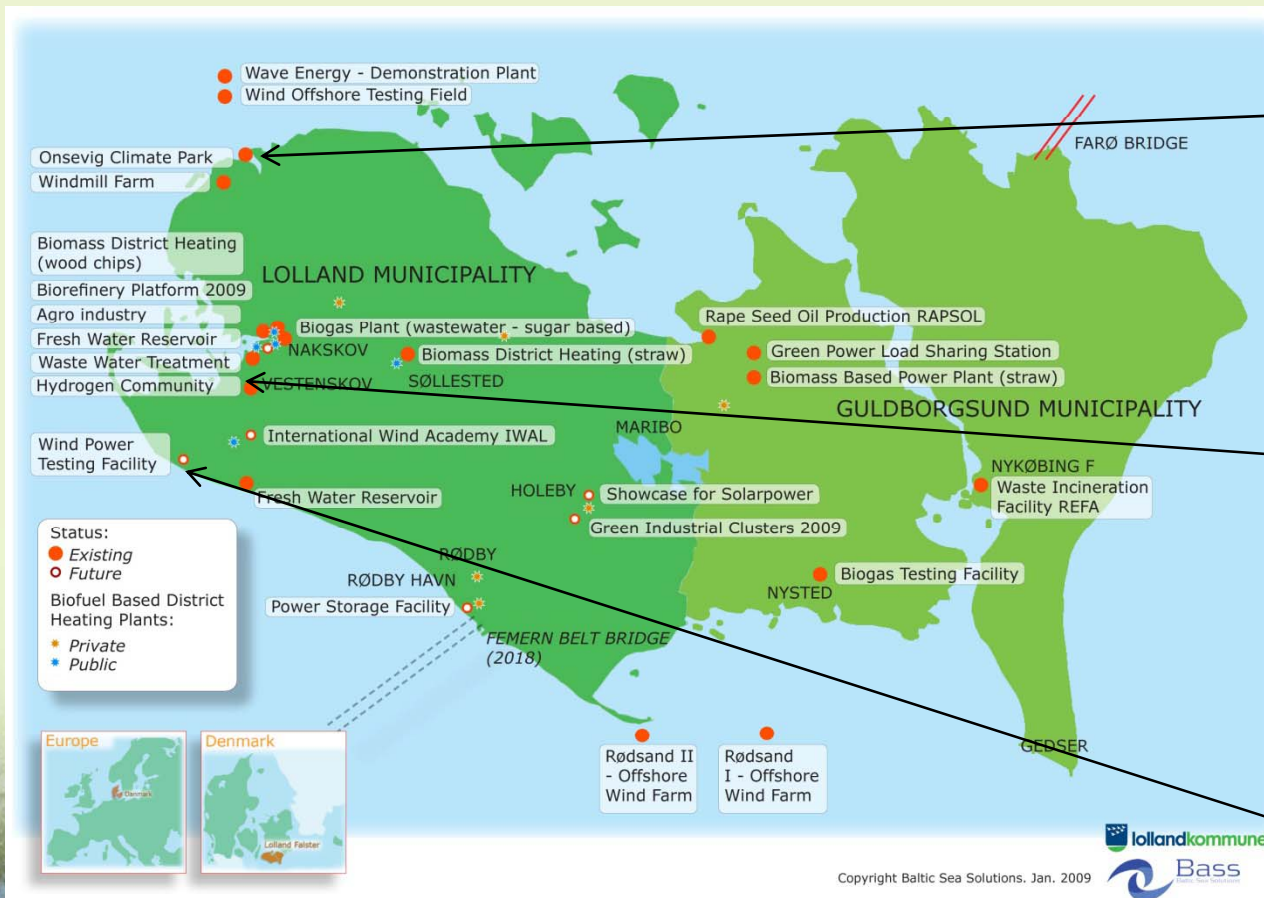 Wave Energy - Demonstration Plant
Wind Offshore Testing Field
FARØ BRIDGE
Onsevig Climate Park
Windmill Farm
Biomass District Heating
(wood chips)
LOLLAND MUNICIPALITY
Biorefinery Platform 2009
Agro industry
Biogas Plant (wastewater - sugar based)
Fresh Water Reservoir
NAKSKOV
Waste Water Treatment
Biomass District Heating (straw)
Hydrogen Community
VESTENSKOV
SØLLESTED
Rape Seed Oil Production RAPSOL
Green Power Load Sharing Station
Biomass Based Power Plant (straw)
GULDBORGSUND MUNICIPALITY
MARIBO
Wind Power
Testing Facility
International Wind Academy IWAL
Fresh Water Reservoir
HOLEBY
Showcase for Solarpower
Green Industrial Clusters 2009
NYKØBING F
Waste Incineration
Facility REFA
Status:
Existing
Future
Biofuel Based District
Heating Plants:
Private
Public
RØDBY
RØDBY HAVN
Power Storage Facility
FEMERN BELT BRIDGE
(2018)
Biogas Testing Facility
NYSTED
Rødsand II
- Offshore
Wind Farm
Rødsand
I - Offshore
Wind Farm
GEDSER
Europe
Denmark
Denmark
Lolland Falster
lollandkommune
Copyright Baltic Sea Solutions. Jan. 2009
Bass
Baltic Sea Solutions